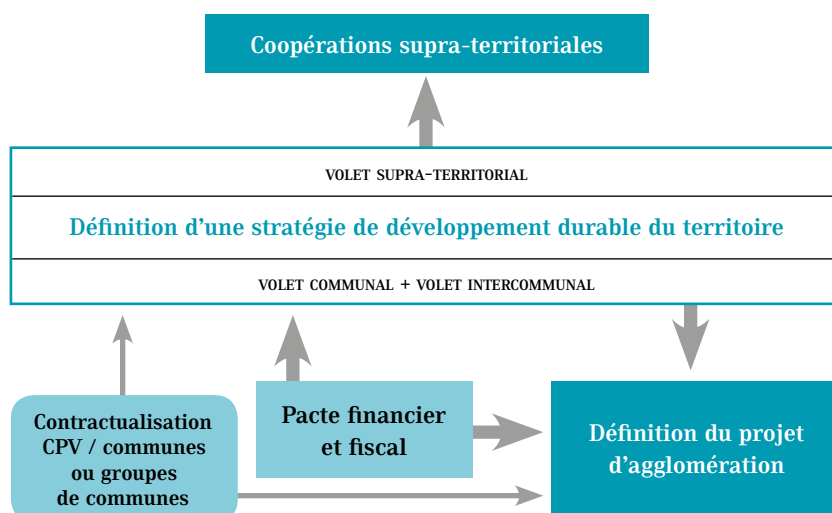 Coopérations supra-territoriales
VOLET SUPRA-TERRITORIAL
Définition d'une stratégie de développement durable du territoire
VOLET COMMUNAL + VOLET INTERCOMMUNAL
Contractualisation
CPV / communes
ou groupes
de communes
Pacte financier
et fiscal
Définition du projet
d'agglomération